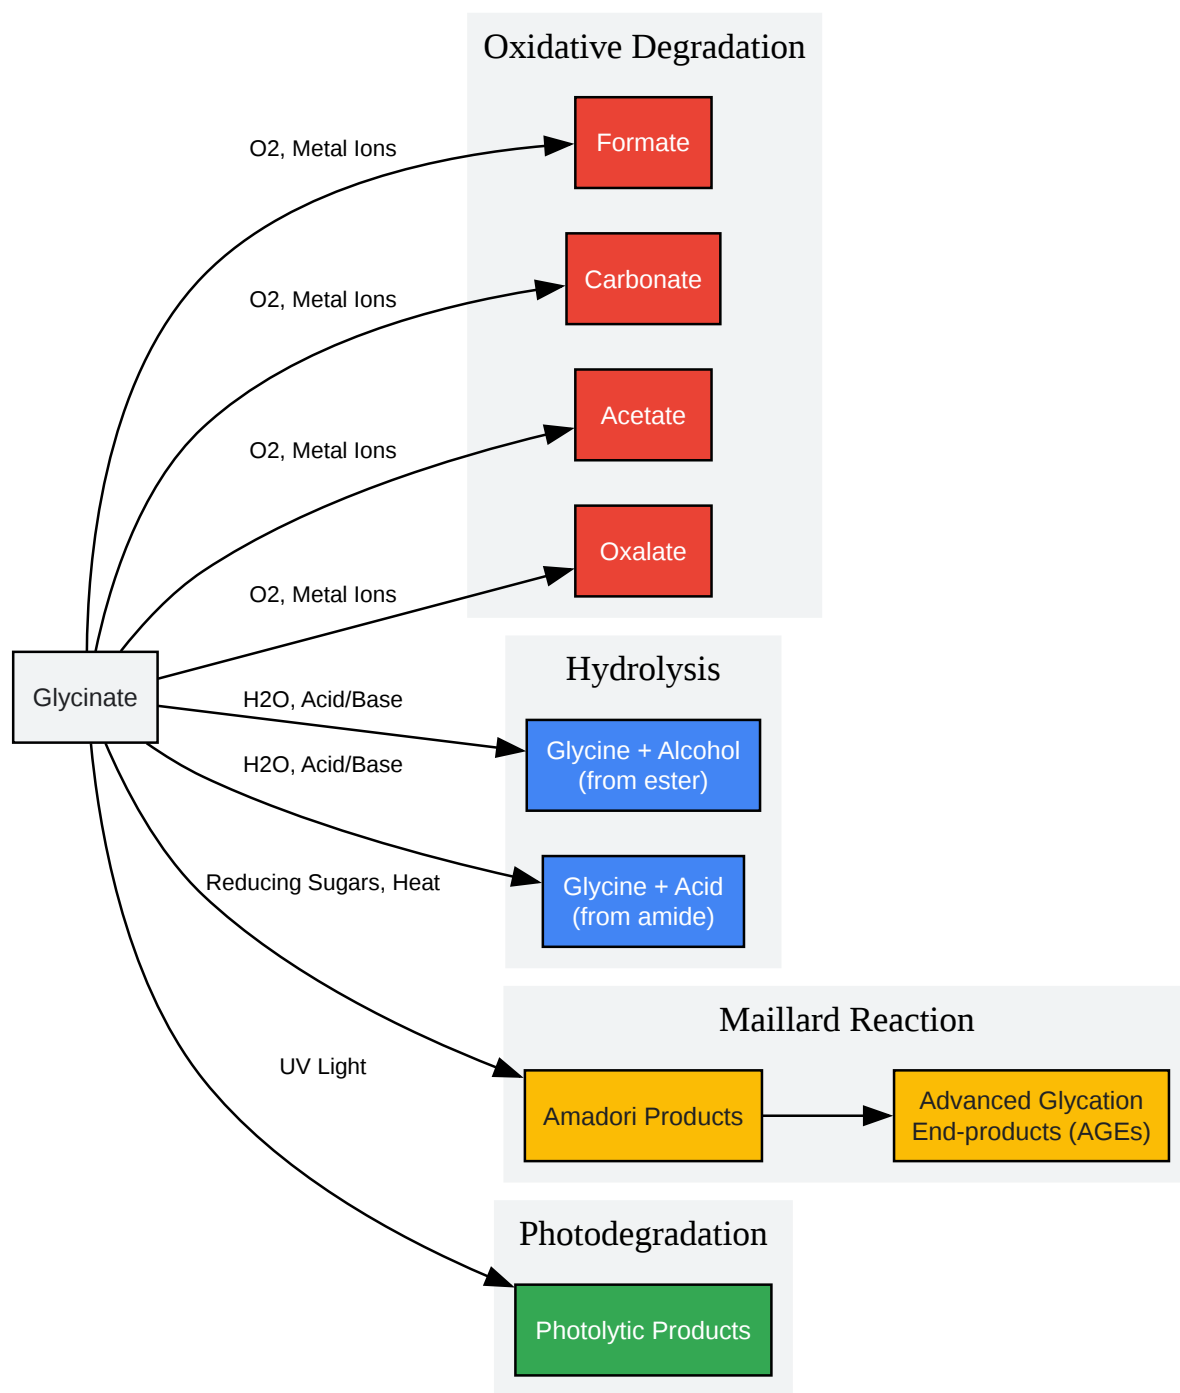 Oxidative Degradation
O2, Metal Ions
Formate
O2, Metal Ions
Carbonate
O2, Metal Ions
Acetate
O2, Metal Ions
Oxalate
Glycinate
Hydrolysis
H2O, Acid/Base
Glycine + Alcohol
(from ester)
H2O, Acid/Base
Glycine + Acid
(from amide)
Reducing Sugars, Heat
Maillard Reaction
Amadori Products
Advanced Glycation
End-products (AGEs)
UV Light
Photodegradation
Photolytic Products